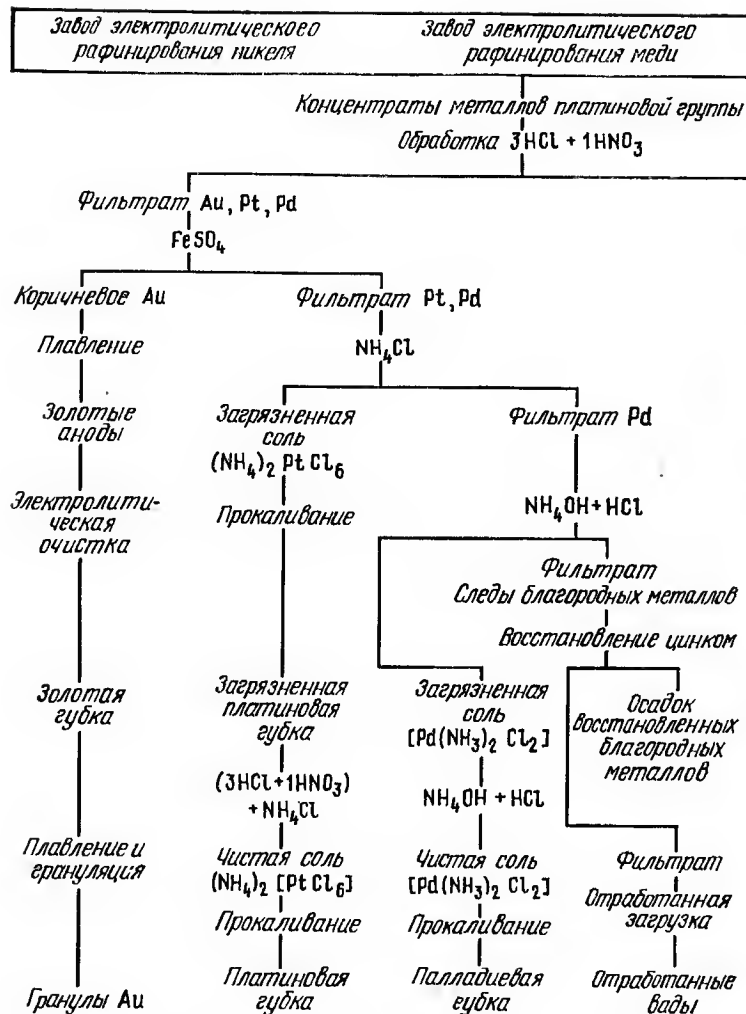 Завод электролитического
рафинирования никеля
Завод электролитического
рафинирования меди
Концентраты металлов платиновой группы
Обработка 3HCl + 1HNO₃
Фильтрат Au, Pt, Pd
FeSO₄
Коричневое Au
Фильтрат Pt, Pd
Плавление
NH₄Cl
Золотые
аноды
Загрязненная
соль
(NH₄)₂ PtCl₆
Фильтрат Pd
Электролити-
ческая
очистка
Прокаливание
NH₄OH + HCl
Фильтрат
Следы благородных металлов
Восстановление цинком
Золотая
губка
Загрязненная
платиновая
губка
Загрязненная
соль
[Pd(NH₃)₂ Cl₂]
Осадок
восстановленных
благородных
металлов
(3HCl+1HNO₃)
+ NH₄Cl
NH₄OH + HCl
Плавление и
грануляция
Чистая соль
(NH₄)₂ [PtCl₆]
Чистая соль
[Pd(NH₃)₂ Cl₂]
Фильтрат
Отработанная
загрузка
Прокаливание
Прокаливание
Гранулы Au
Платиновая
губка
Палладиевая
губка
Отработанные
вады